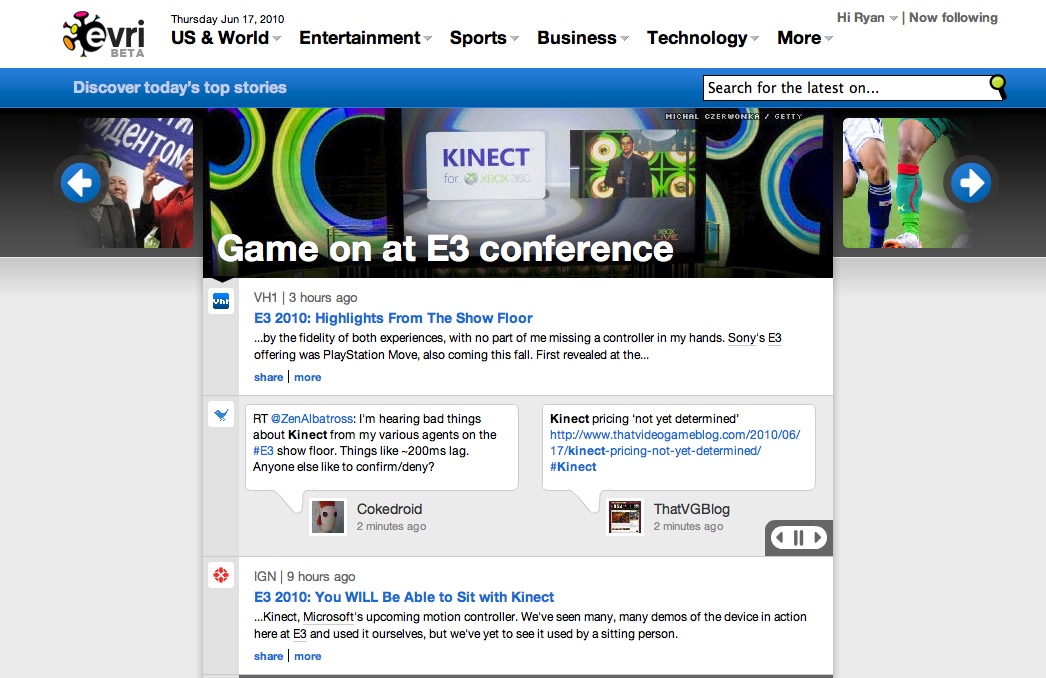 evri
BETA
Thursday Jun 17, 2010
US & World
Entertainment
Sports
Business
Technology
More
Hi Ryan | Now following
Discover today's top stories
Search for the latest on...
MICHAL CZERWONKA / GETTY
KINECT
for XBOX 360
XBOX
LIVE
Game on at E3 conference
VH1 | 3 hours ago
E3 2010: Highlights From The Show Floor
...by the fidelity of both experiences, with no part of me missing a controller in my hands. Sony's E3
offering was PlayStation Move, also coming this fall. First revealed at the...
share | more
RT @ZenAlbatross: I'm hearing bad things
about Kinect from my various agents on the
#E3 show floor. Things like ~200ms lag.
Anyone else like to confirm/deny?
Cokedroid
2 minutes ago
Kinect pricing ‘not yet determined’
http://www.thatvideogameblog.com/2010/06/
17/kinect-pricing-not-yet-determined/
#Kinect
ThatVGBlog
2 minutes ago
IGN | 9 hours ago
E3 2010: You WILL Be Able to Sit with Kinect
...Kinect, Microsoft's upcoming motion controller. We've seen many, many demos of the device in action
here at E3 and used it ourselves, but we've yet to see it used by a sitting person.
share | more